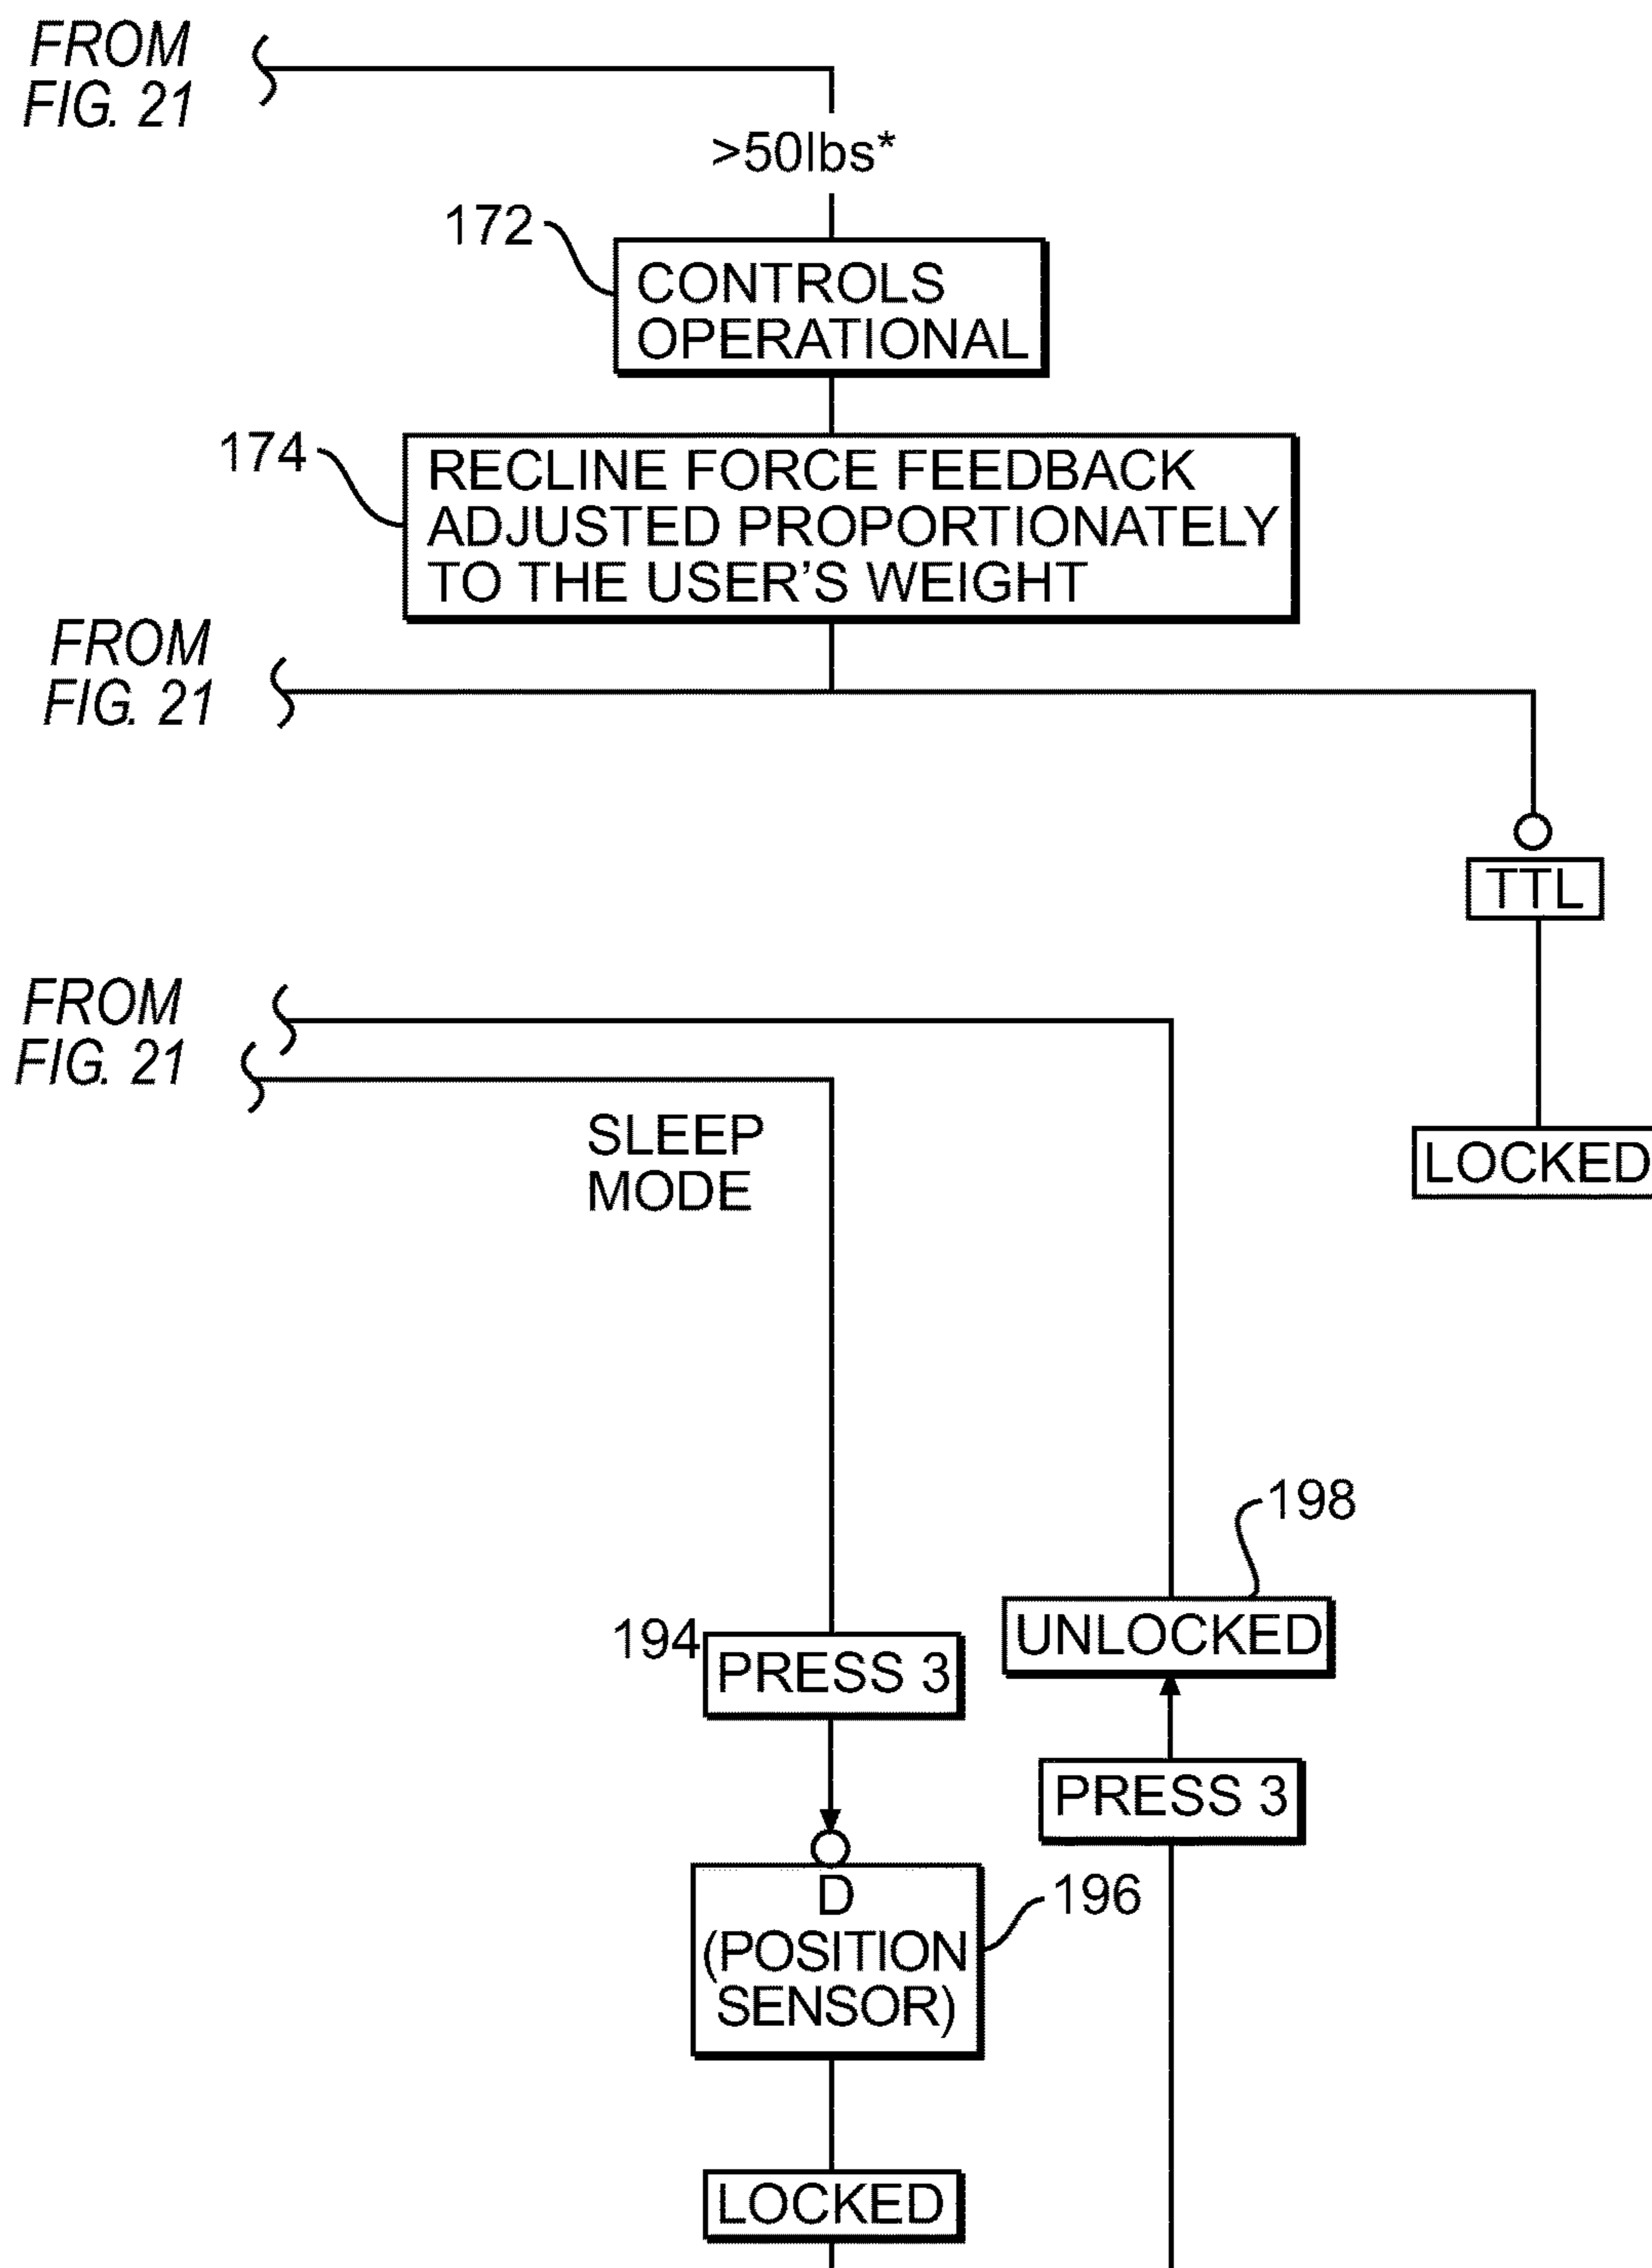 FROM
FIG. 21
>50lbs*
172
CONTROLS
OPERATIONAL
174
RECLINE FORCE FEEDBACK
ADJUSTED PROPORTIONATELY
TO THE USER'S WEIGHT
FROM
FIG. 21
TTL
FROM
FIG. 21
SLEEP
MODE
LOCKED
198
194
UNLOCKED
PRESS 3
PRESS 3
D
(POSITION
SENSOR)
196
LOCKED